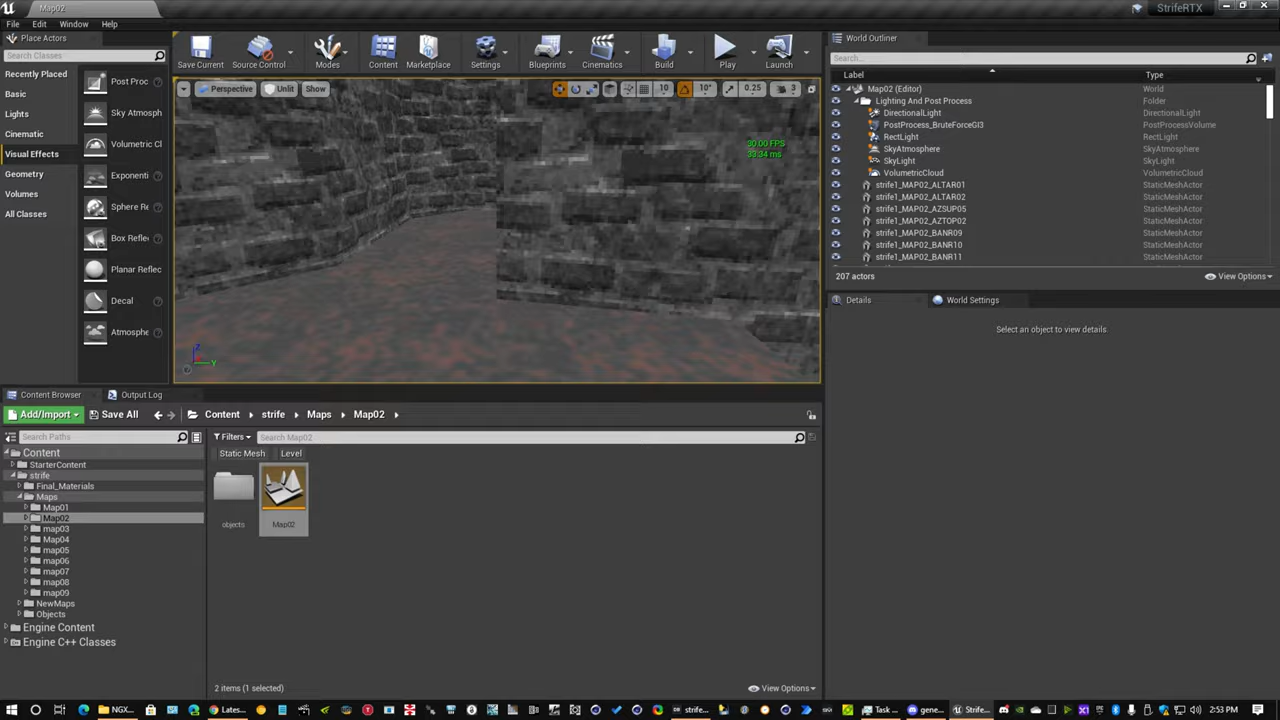 Map02
StrifeRTX
File Edit Window Help
Place Actors
Search Classes
Recently Placed
Basic
Lights
Cinematic
Visual Effects
Geometry
Volumes
All Classes
Post Proc
Sky Atmosph
Volumetric Cl
Exponenti
Sphere Re
Box Reflec
Planar Reflec
Decal
Atmosphe
Save Current
Source Control
Modes
Content
Marketplace
Settings
Blueprints
Cinematics
Build
Play
Launch
Perspective
Unlit
Show
10
10°
0.25
3
30.00 FPS
33.34 ms
Z
Y
World Outliner
Search...
Label Type
Map02 (Editor) World
Lighting And Post Process Folder
DirectionalLight DirectionalLight
PostProcess_BruteForceGI3 PostProcessVolume
RectLight RectLight
SkyAtmosphere SkyAtmosphere
SkyLight SkyLight
VolumetricCloud VolumetricCloud
strife1_MAP02_ALTAR01 StaticMeshActor
strife1_MAP02_ALTAR02 StaticMeshActor
strife1_MAP02_AZSUP05 StaticMeshActor
strife1_MAP02_AZTOP02 StaticMeshActor
strife1_MAP02_BANR09 StaticMeshActor
strife1_MAP02_BANR10 StaticMeshActor
strife1_MAP02_BANR11 StaticMeshActor
207 actors
View Options
Details
World Settings
Select an object to view details
Content Browser
Output Log
Add/Import
Save All
Content strife Maps Map02
Search Paths
Content
StarterContent
strife
Final_Materials
Maps
Map01
Map02
map03
Map04
map05
map06
map07
map08
map09
NewMaps
Objects
Engine Content
Engine C++ Classes
Filters
Search Map02
Static Mesh
Level
objects
Map02
2 items (1 selected)
View Options
NGX...
Lates...
strife...
Task ...
gene...
Strife...
2:53 PM